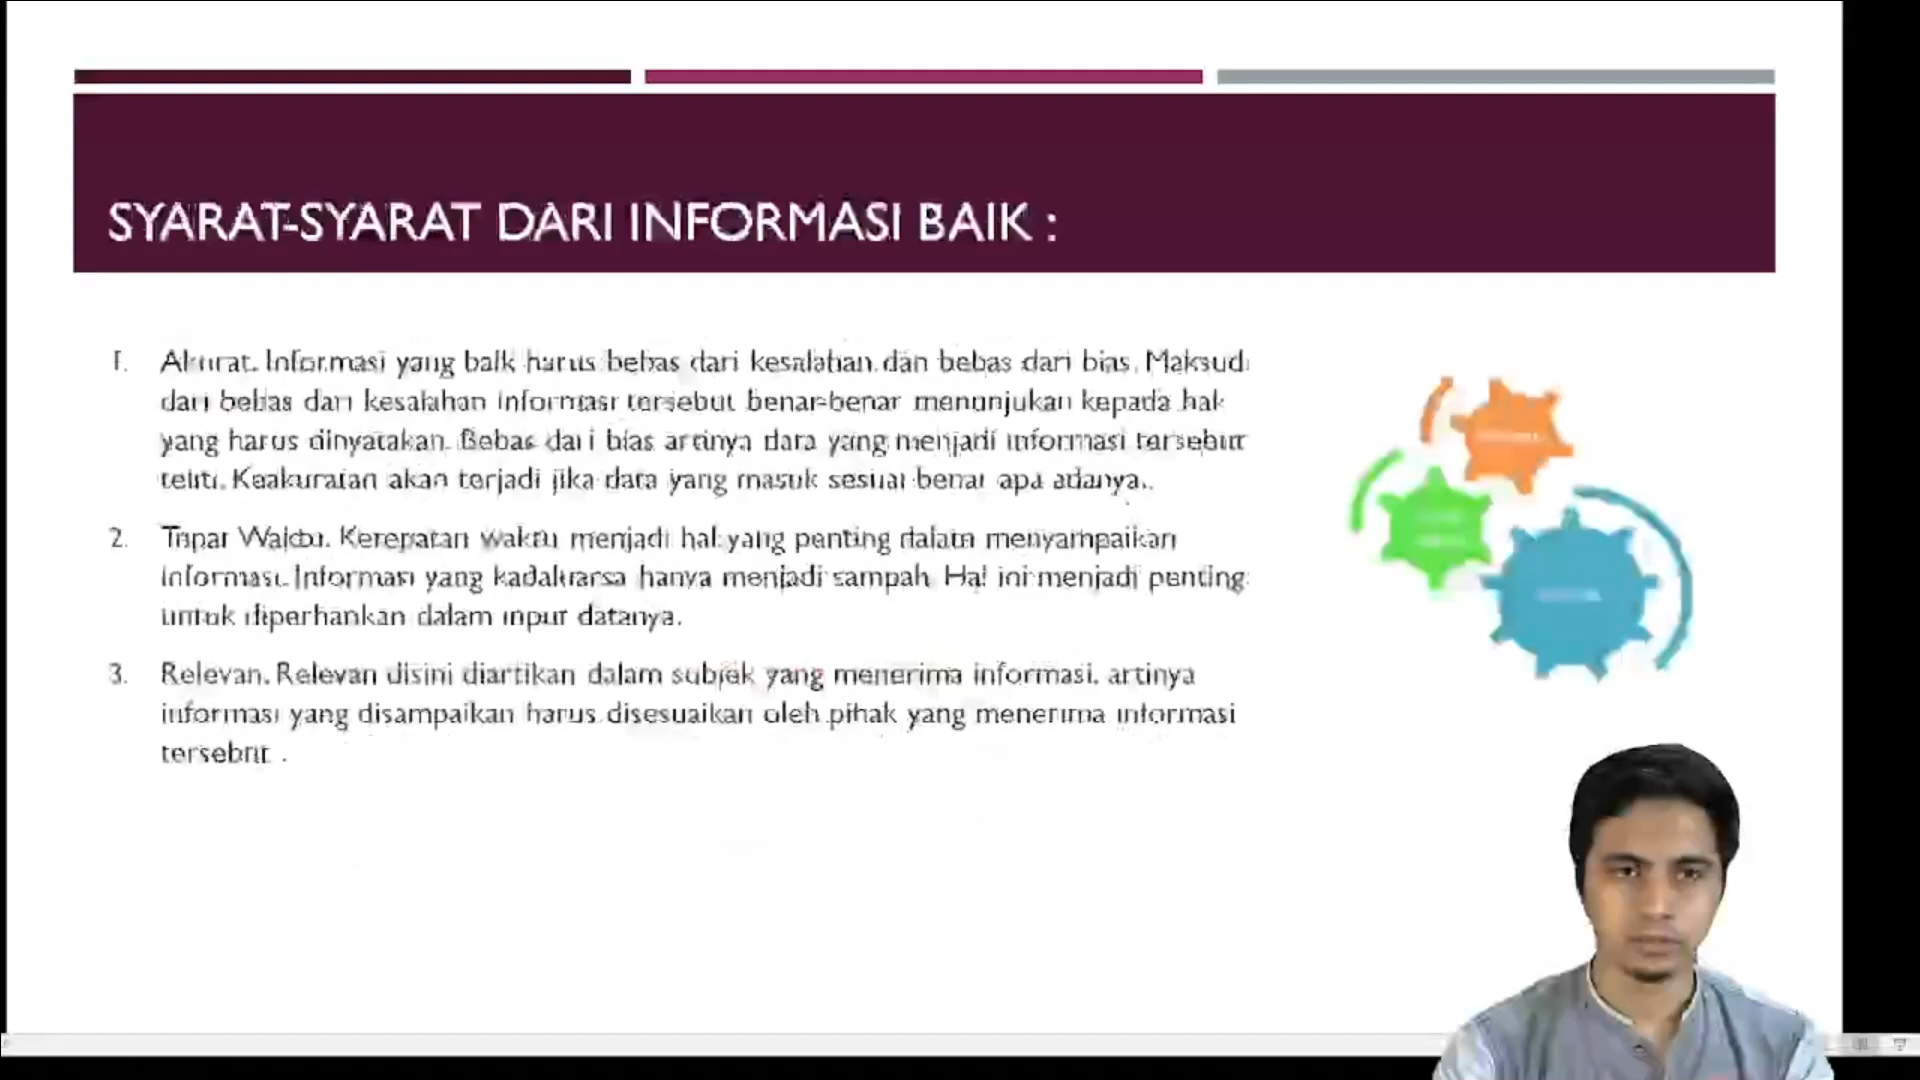 SYARAT-SYARAT DARI INFORMASI BAIK :
1. Akurat. Informasi yang baik harus bebas dari kesalahan dan bebas dari bias. Maksud
dari bebas dari kesalahan informasi tersebut benar-benar menunjukan kepada hak
yang harus dinyatakan. Bebas dari bias artinya data yang menjadi informasi tersebut
teliti. Keakuratan akan terjadi jika data yang masuk sesuai benar apa adanya..
2. Tepat Waktu. Ketepatan waktu menjadi hal yang penting dalam menyampaikan
informasi. Informasi yang kadaluarsa hanya menjadi sampah. Hal ini menjadi penting
untuk diperhankan dalam input datanya.
3. Relevan. Relevan disini diartikan dalam subjek yang menerima informasi, artinya
informasi yang disampaikan harus disesuaikan oleh pihak yang menerima informasi
tersebut .